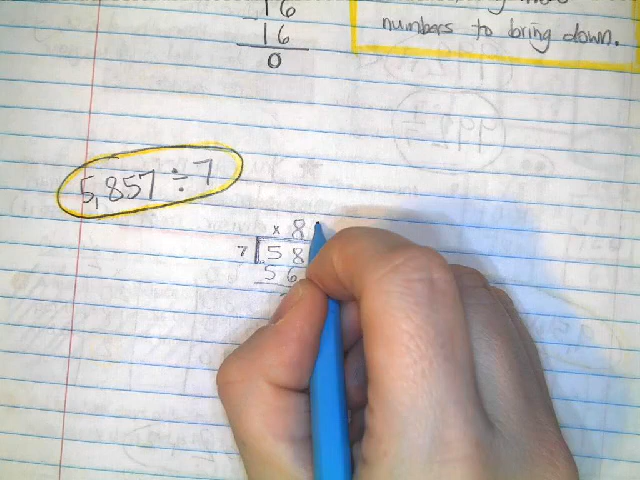 16
- 16
0
numbers to bring down.
5,857 ÷ 7
x 8
7 58
56